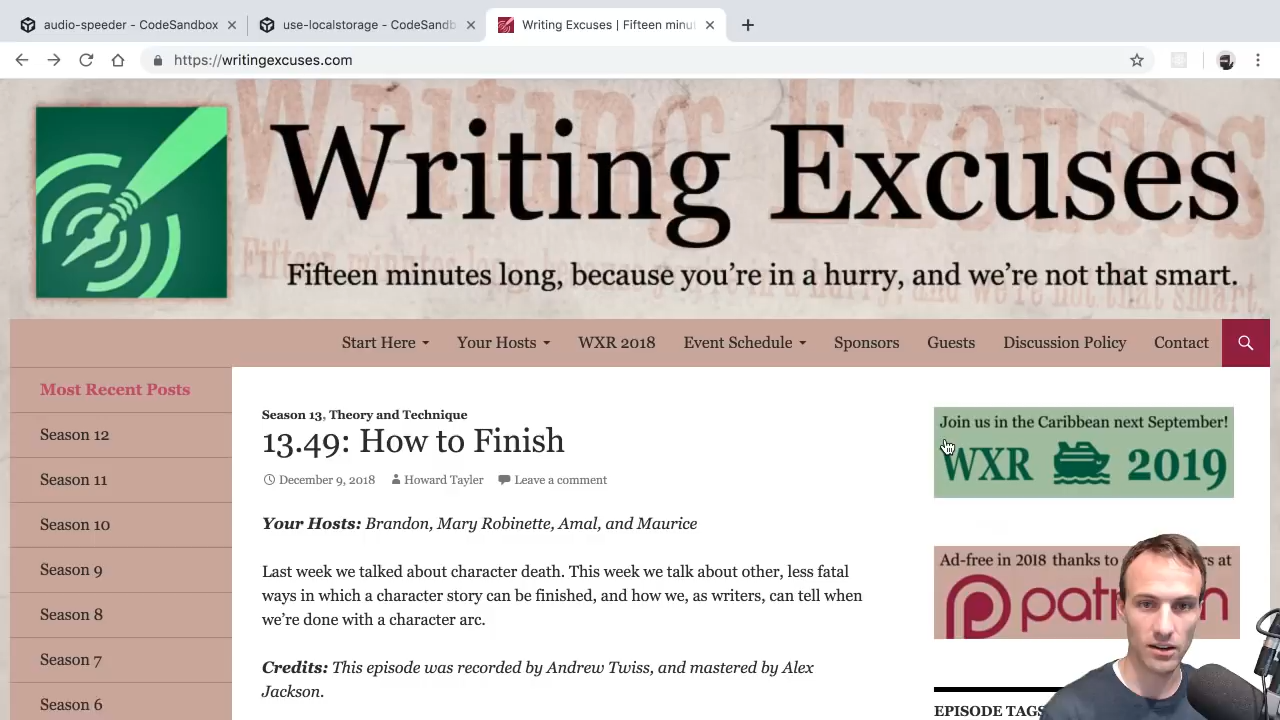 audio-speeder - CodeSandbox
use-localstorage - CodeSandb
Writing Excuses | Fifteen minu
https://writingexcuses.com
Writing Excuses
Fifteen minutes long, because you're in a hurry, and we're not that smart.
Start Here
Your Hosts
WXR 2018
Event Schedule
Sponsors
Guests
Discussion Policy
Contact
Most Recent Posts
Season 12
Season 11
Season 10
Season 9
Season 8
Season 7
Season 6
Season 13, Theory and Technique
13.49: How to Finish
December 9, 2018 Howard Tayler Leave a comment
Your Hosts: Brandon, Mary Robinette, Amal, and Maurice
Last week we talked about character death. This week we talk about other, less fatal
ways in which a character story can be finished, and how we, as writers, can tell when
we're done with a character arc.
Credits: This episode was recorded by Andrew Twiss, and mastered by Alex
Jackson.
Join us in the Caribbean next September!
WXR 2019
Ad-free in 2018 thanks to
at
EPISODE TAGS